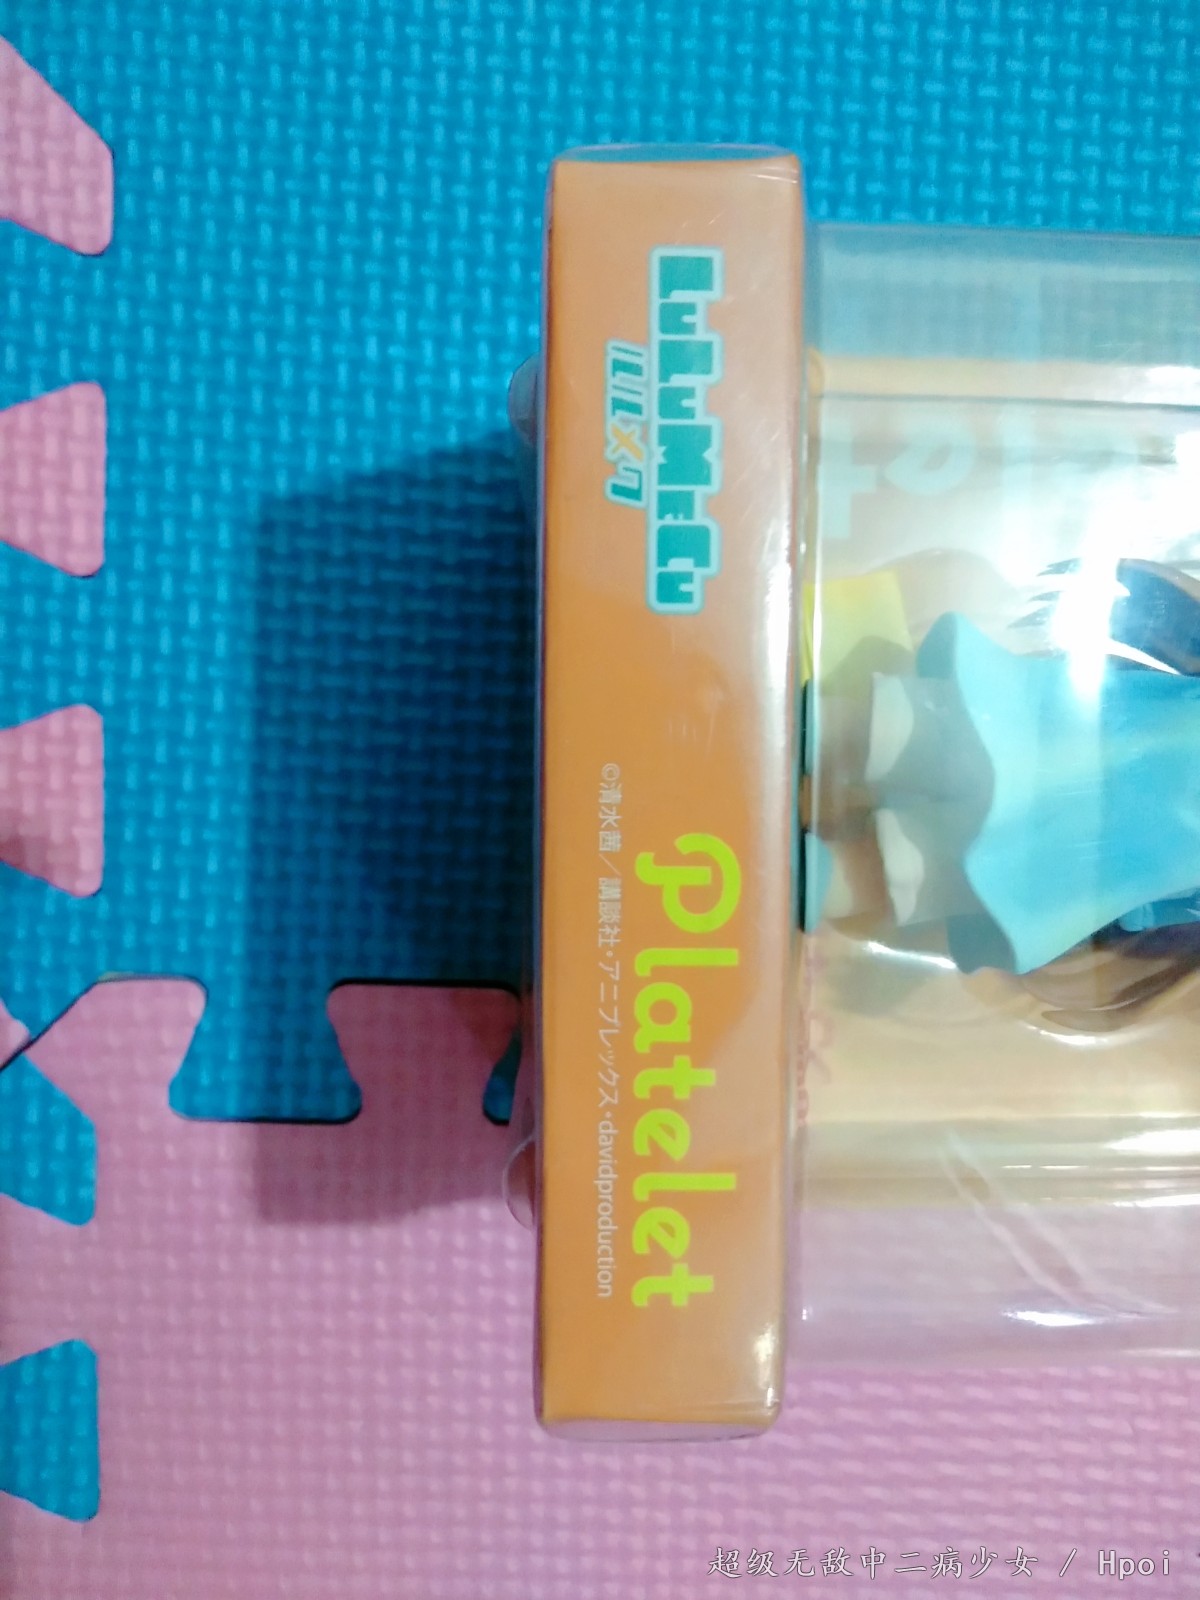 LuLuMeCu
ルルメク
Platelet
©清水茜／講談社・アニプレックス・davidproduction
let
超级无敌中二病少女 / Hpoi